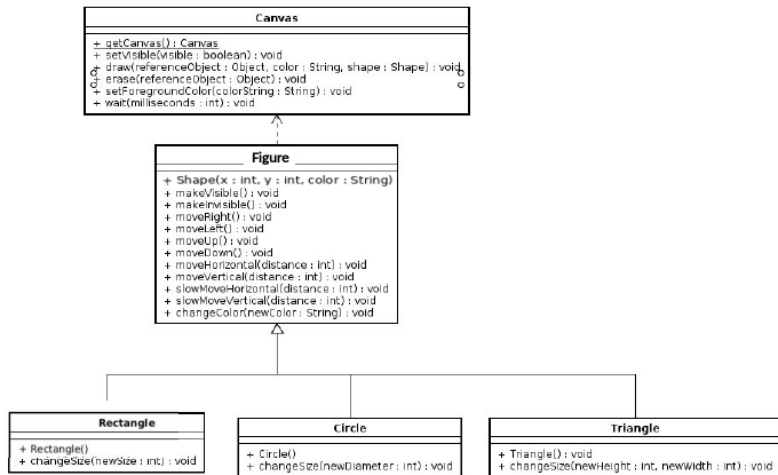 Canvas
+ getCanvas() : Canvas
+ setVisible(visible : boolean) : void
+ draw(referenceObject : Object, color : String, shape : Shape) : void
+ erase(referenceObject : Object) : void
+ setForegroundColor(colorString : String) : void
+ wait(milliseconds : int) : void
Figure
+ Shape(x : int, y : int, color : String)
+ makeVisible() : void
+ makeInvisible() : void
+ moveRight() : void
+ moveLeft() : void
+ moveUp() : void
+ moveDown() : void
+ moveHorizontal(distance : int) : void
+ moveVertical(distance : int) : void
+ slowMoveHorizontal(distance : int) : void
+ slowMoveVertical(distance : int) : void
+ changeColor(newColor : String) : void
Rectangle
+ Rectangle()
+ changeSize(newSize : int) : void
Circle
+ Circle()
+ changeSize(newDiameter : int) : void
Triangle
+ Triangle() : void
+ changeSize(newHeight : int, newWidth : int) : void